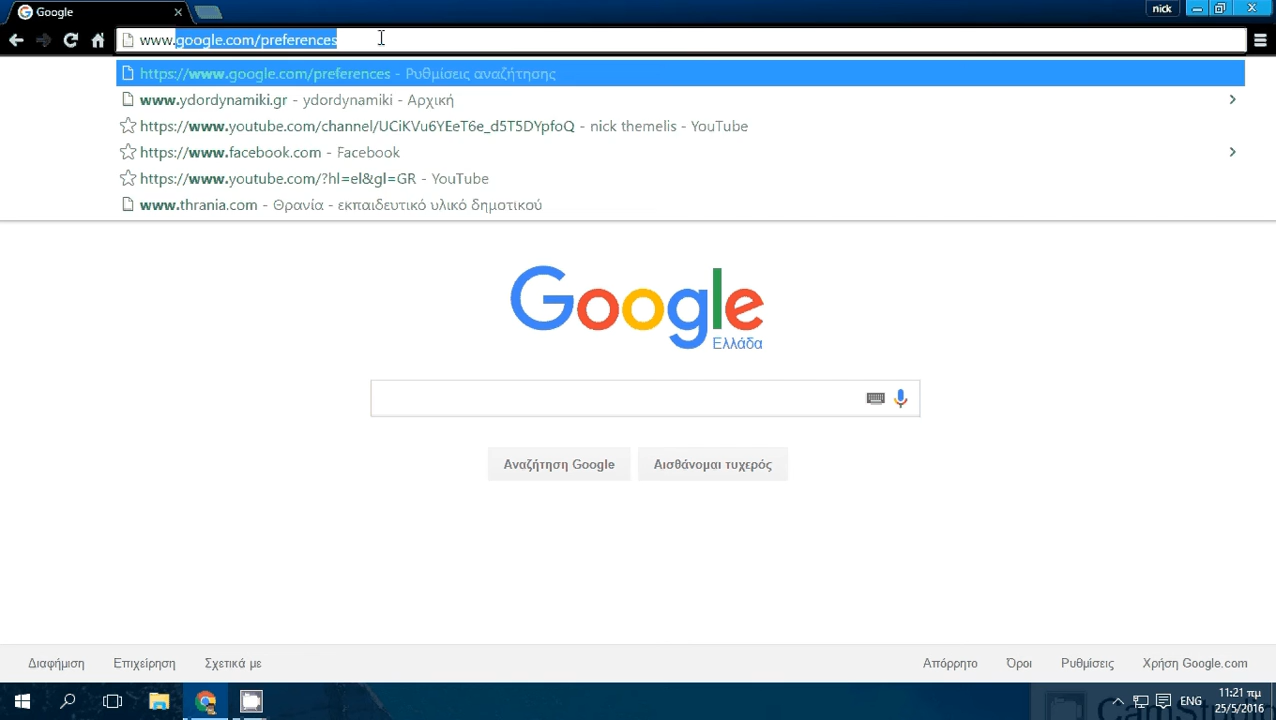 Google
nick
www.google.com/preferences
https://www.google.com/preferences - Ρυθμίσεις αναζήτησης
www.ydordynamiki.gr - ydordynamiki - Αρχική
https://www.youtube.com/channel/UCiKVu6YEeT6e_d5T5DYpfoQ - nick themelis - YouTube
https://www.facebook.com - Facebook
https://www.youtube.com/?hl=el&gl=GR - YouTube
www.thrania.com - Θρανία - εκπαιδευτικό υλικό δημοτικού
Google
Ελλάδα
Αναζήτηση Google
Αισθάνομαι τυχερός
Διαφήμιση Επιχείρηση Σχετικά με Απόρρητο Όροι Ρυθμίσεις Χρήση Google.com
ENG
11:21 πμ
25/5/2016